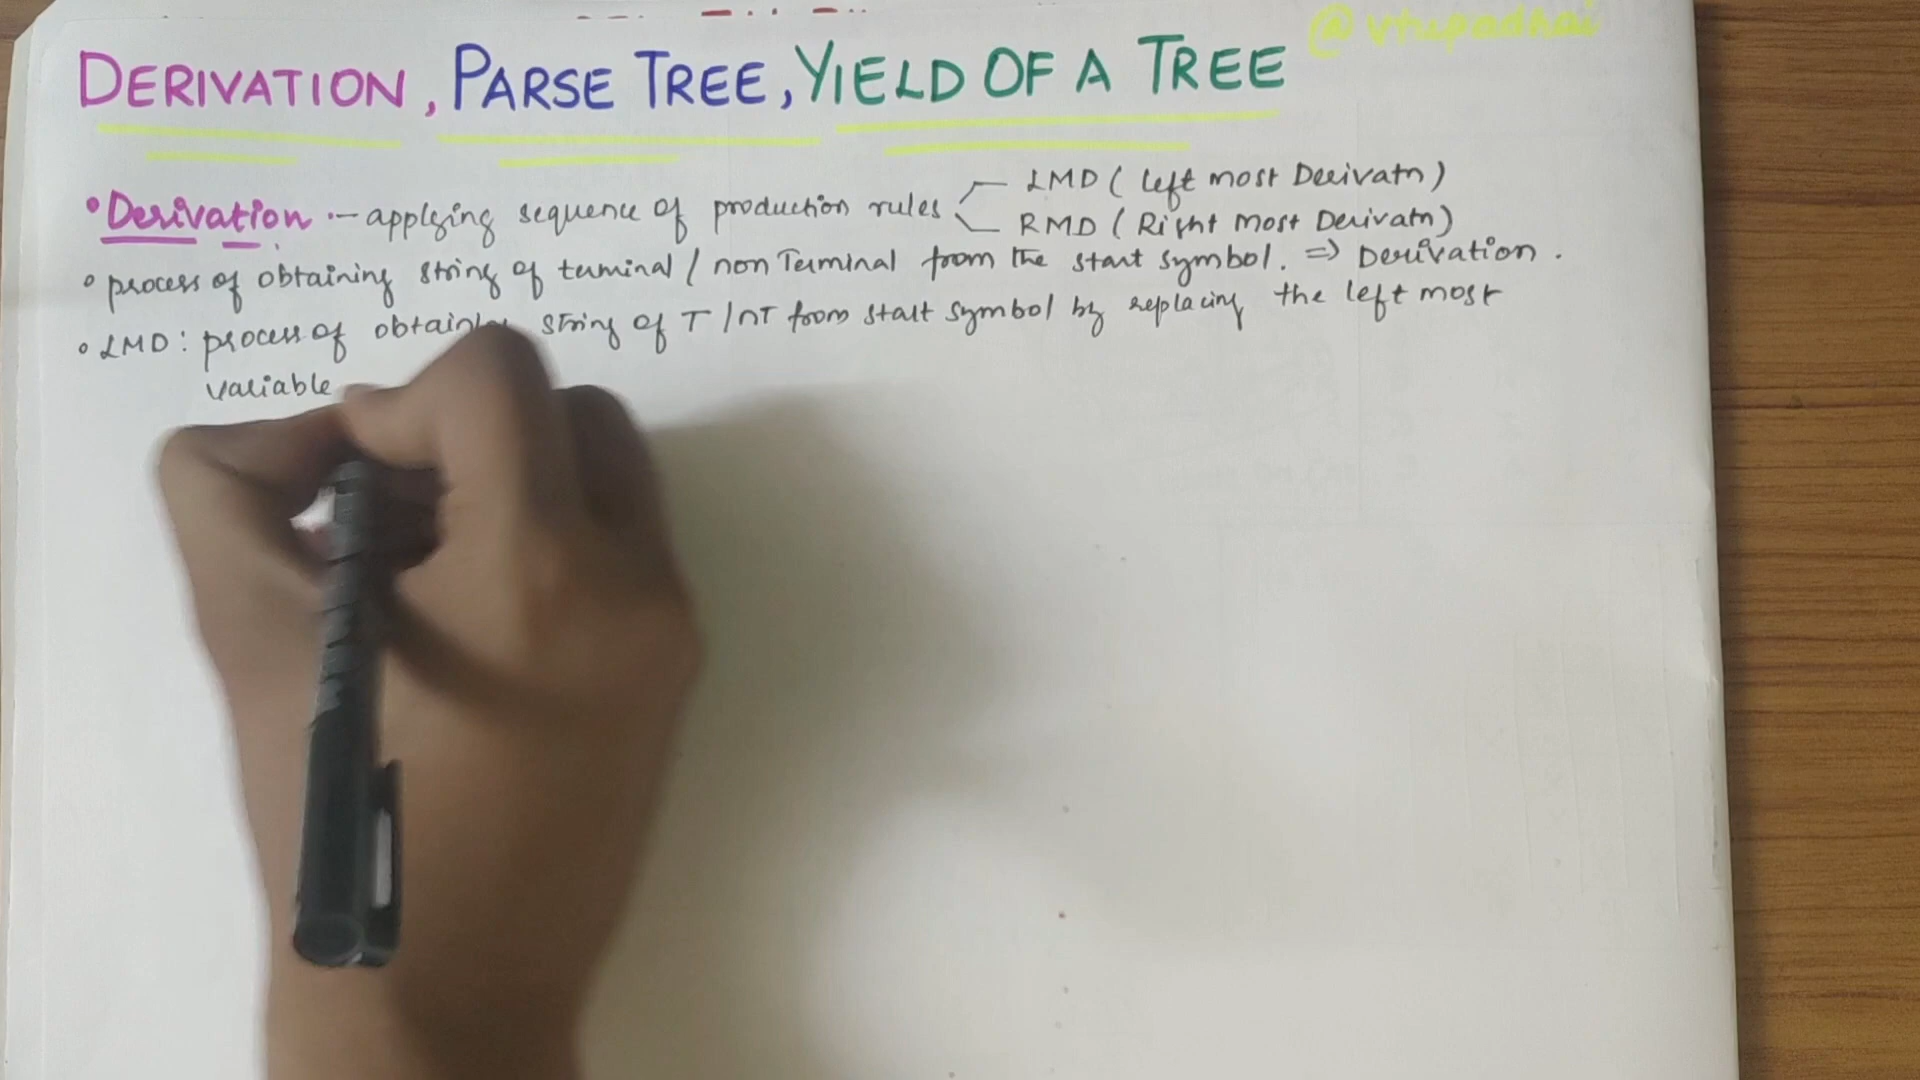 @vtupadhai
DERIVATION, PARSE TREE, YIELD OF A TREE
• Derivation :- applying sequence of production rules
LMD ( left most Derivatn )
RMD ( Right most Derivatn )
∘ process of obtaining string of terminal / non Terminal from the start symbol. => Derivation .
∘ LMD : process of obtaining string of T / nT from start symbol by replacing the left most
variable